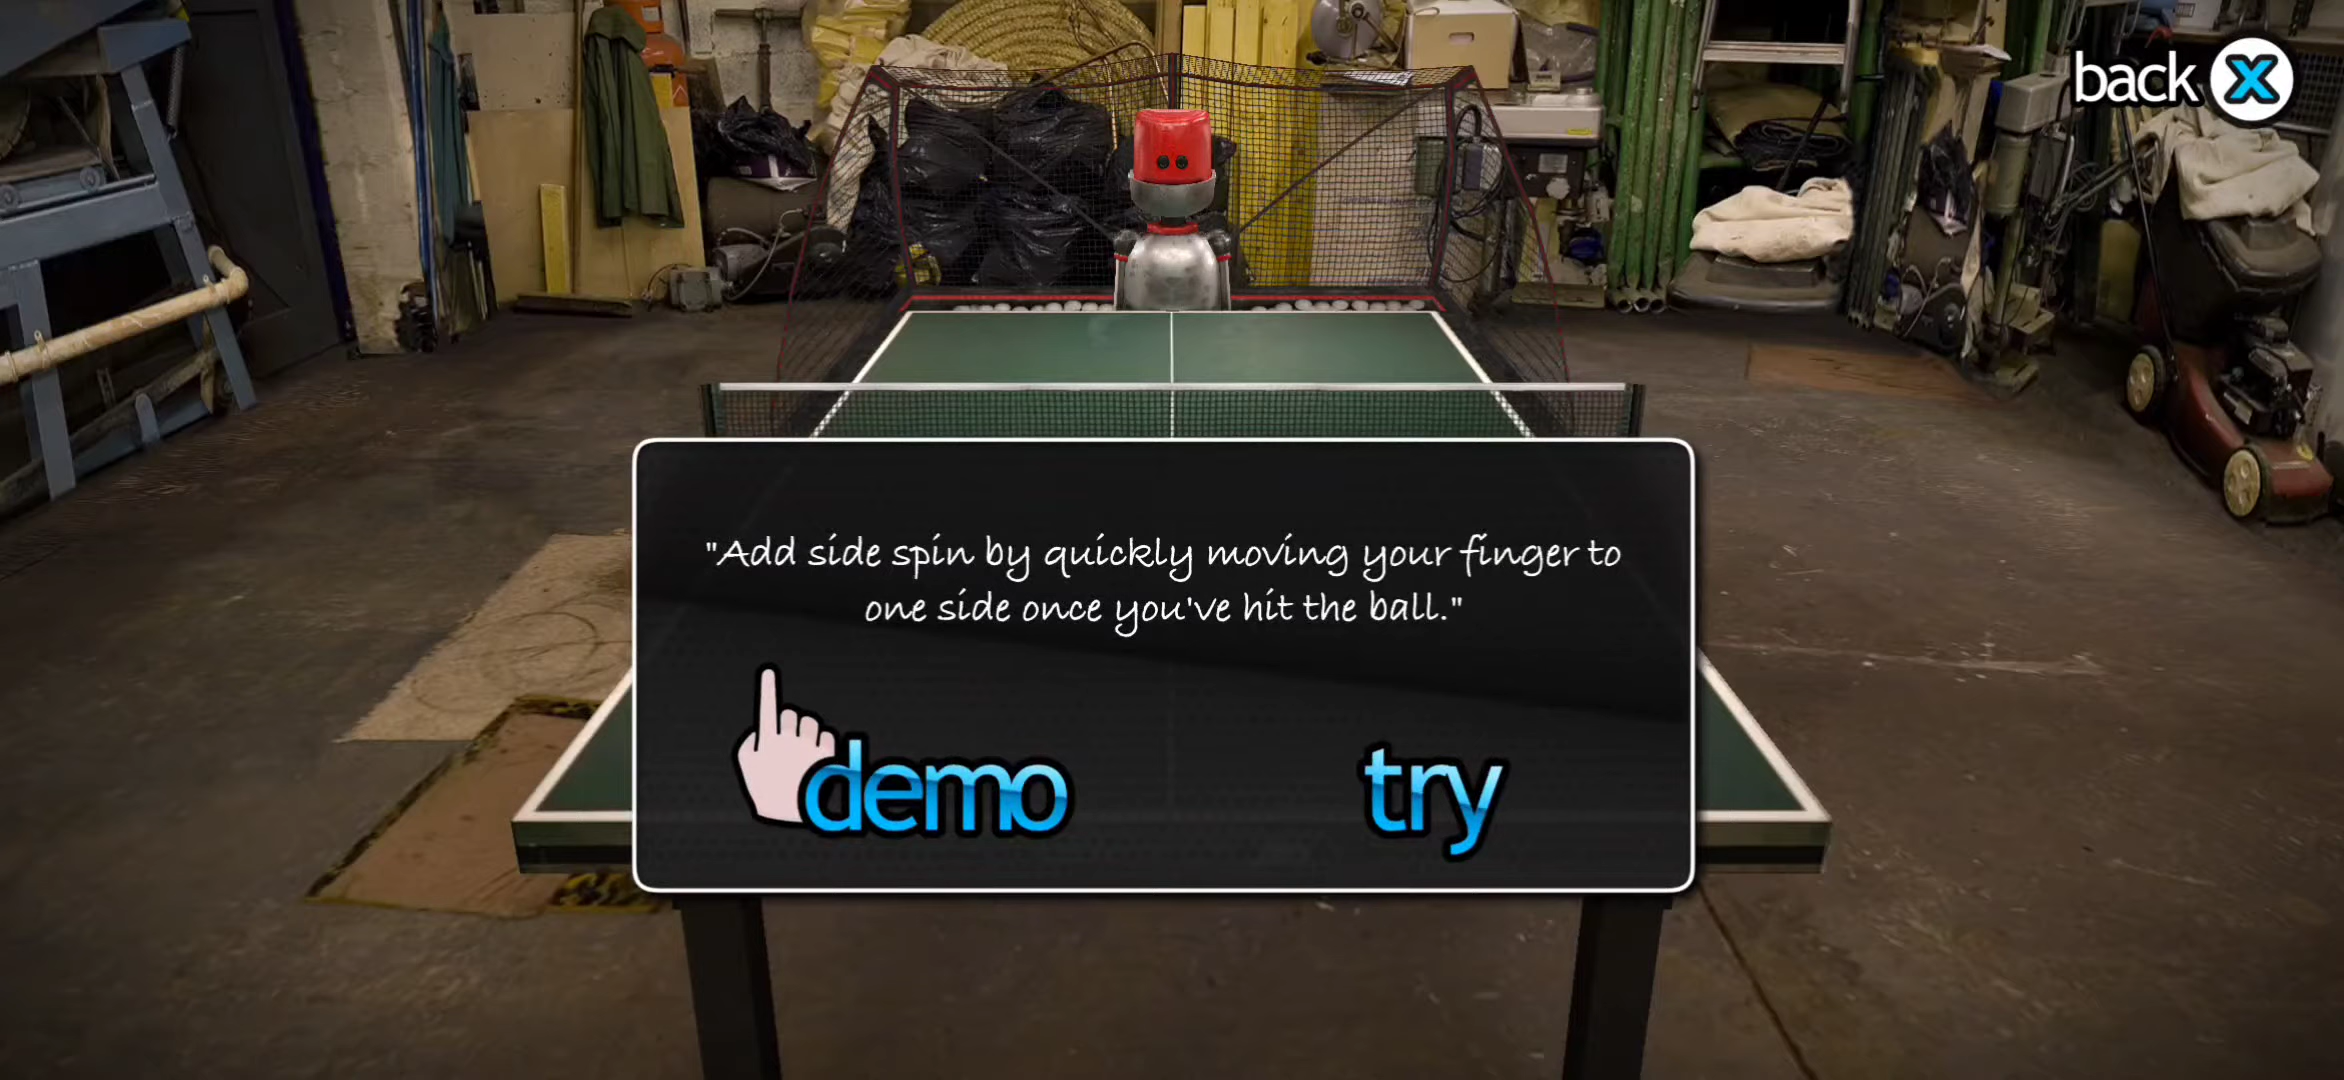 back X
"Add side spin by quickly moving your finger to
one side once you've hit the ball."
demo
try